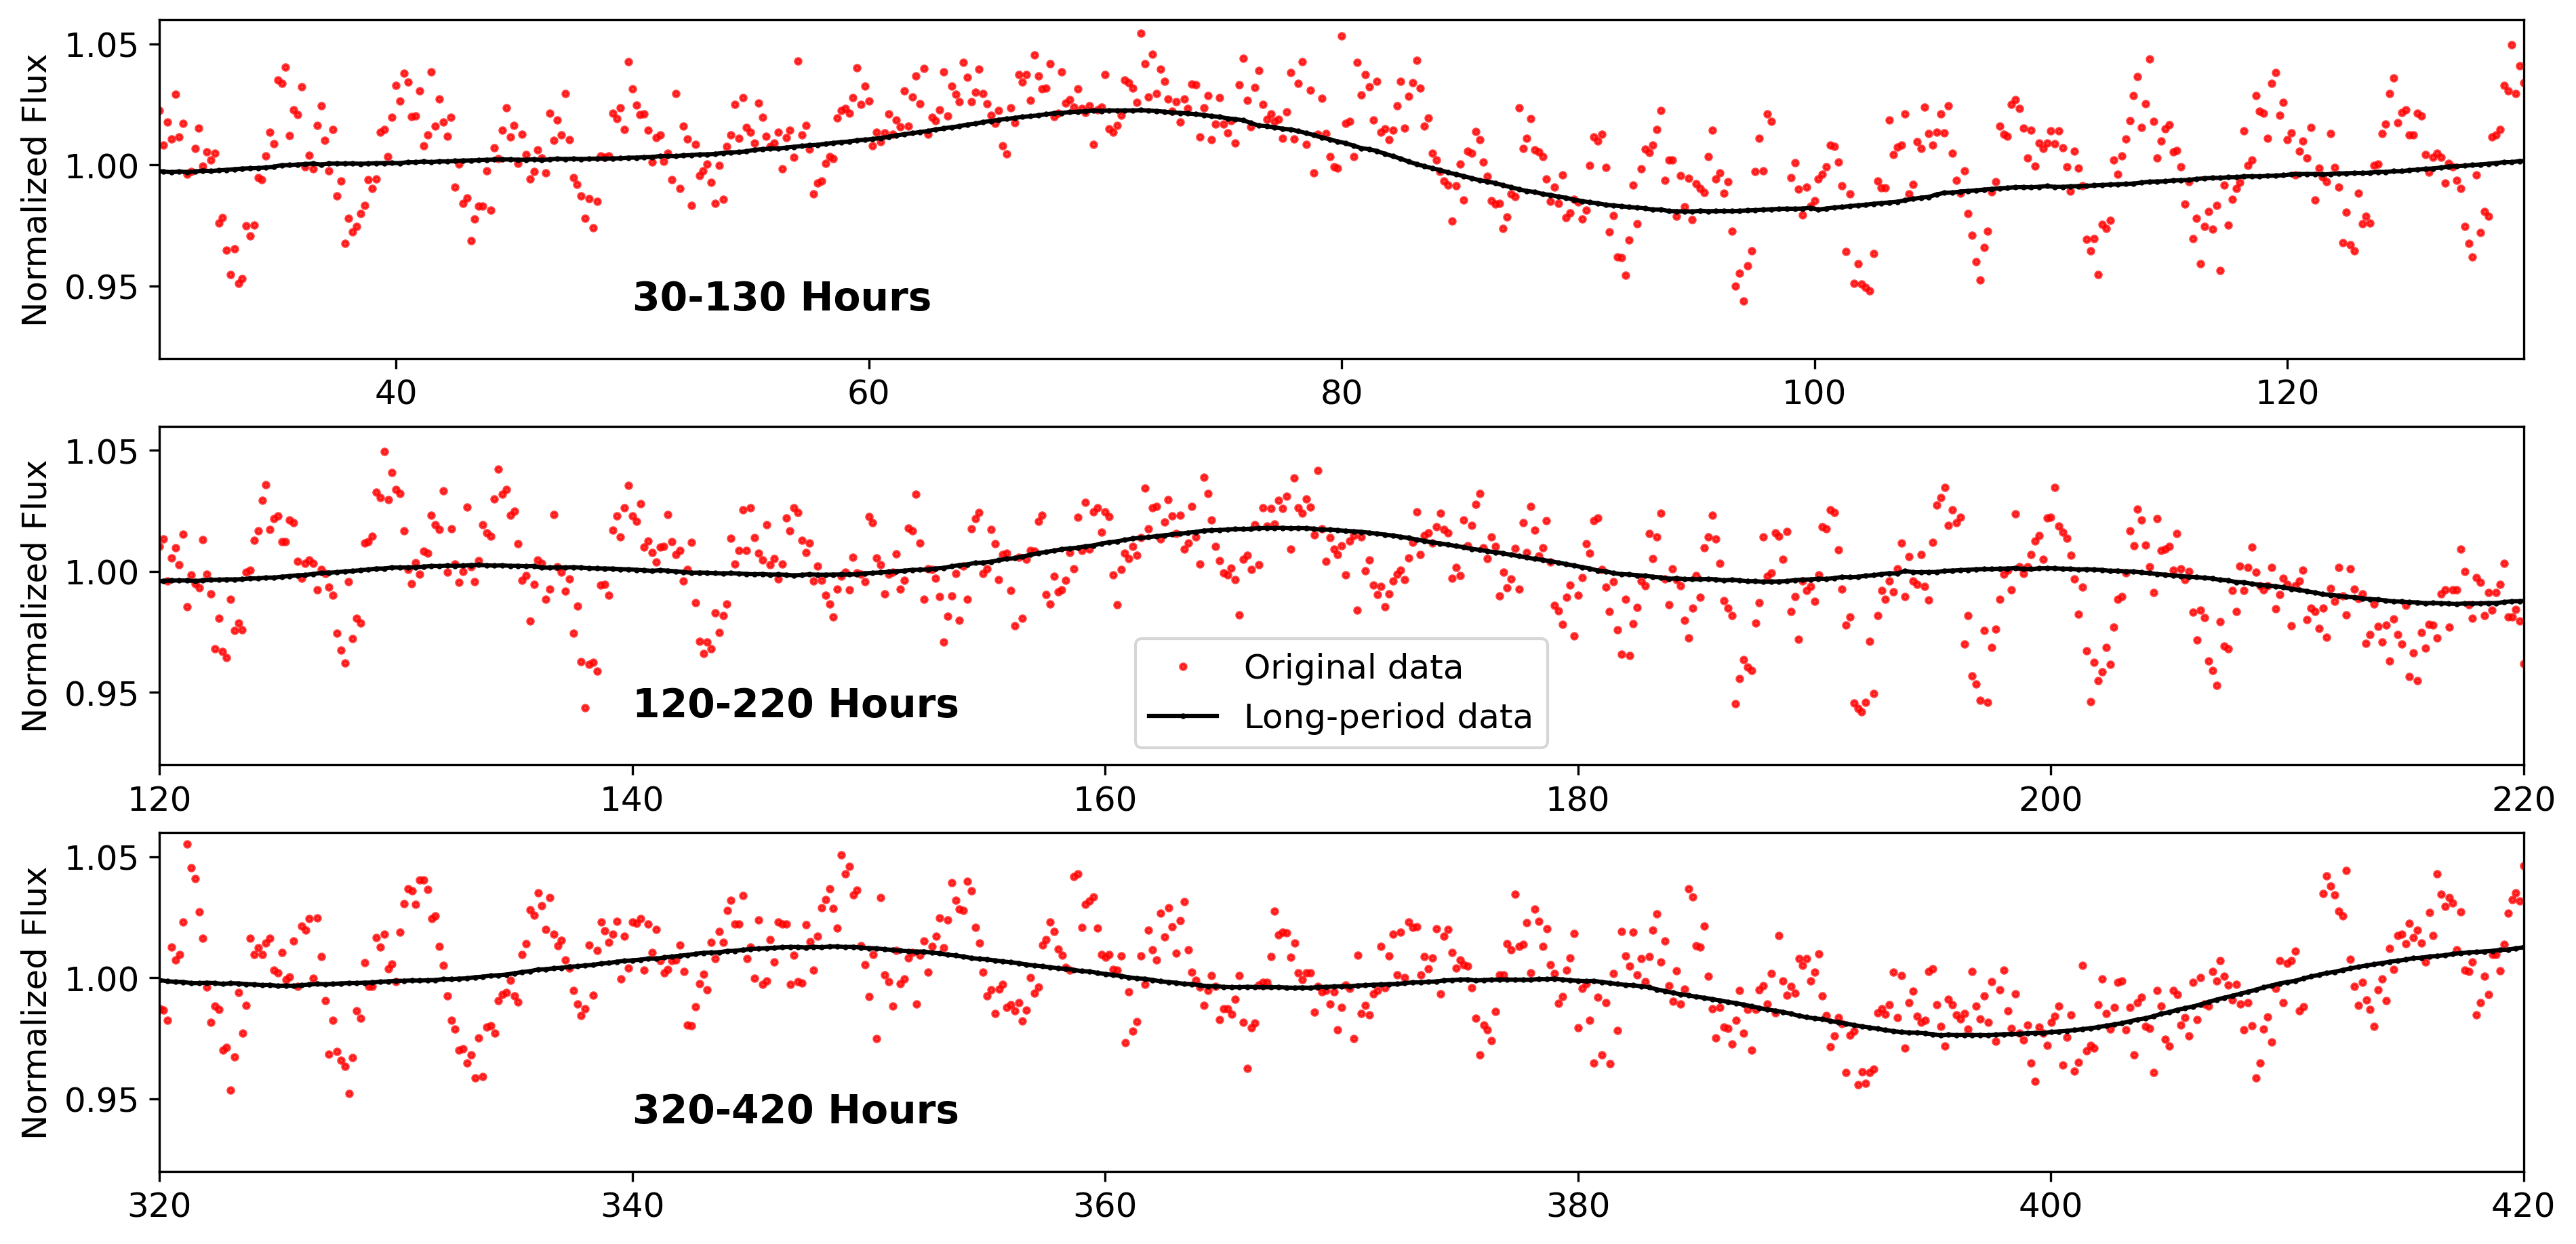 Normalized Flux
1.05
1.00
0.95
30-130 Hours
40 60 80 100 120
Normalized Flux
1.05
1.00
0.95
120-220 Hours
Original data
Long-period data
120 140 160 180 200 220
Normalized Flux
1.05
1.00
0.95
320-420 Hours
320 340 360 380 400 420